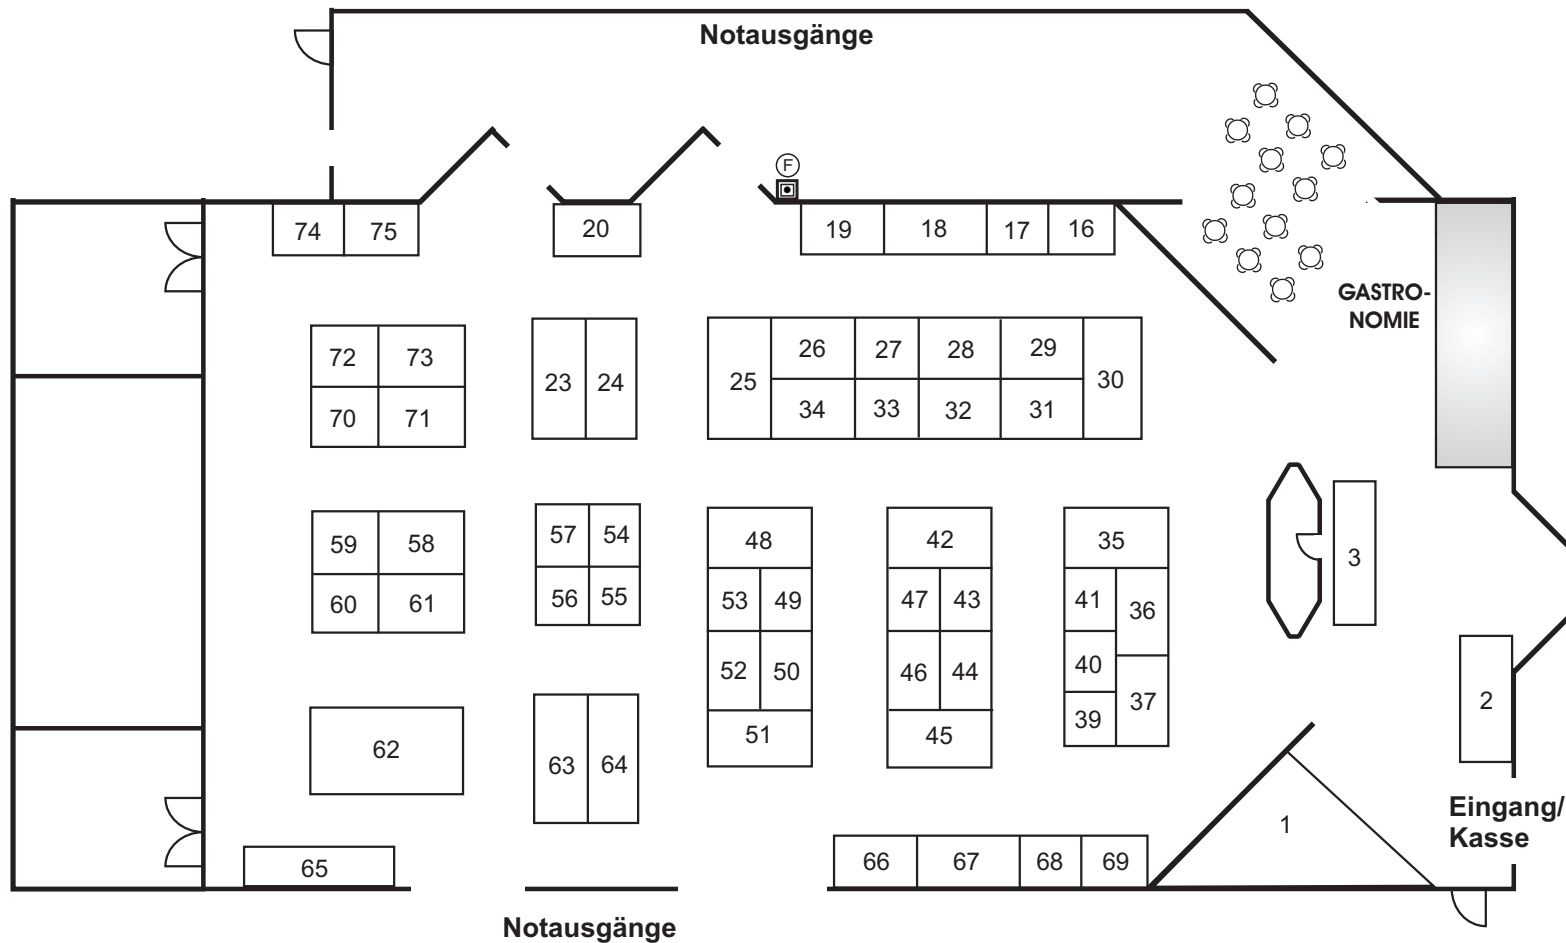 Notausgänge
F
74 75 20 19 18 17 16
GASTRO-
NOMIE
72 73 23 24 25 26 27 28 29 30
70 71 34 33 32 31
59 58 57 54 48 42 35 3
60 61 56 55 53 49 47 43 41 36
52 50 46 44 40 37 2
62 63 64 51 45 39
Eingang/
Kasse
65 66 67 68 69 1
Notausgänge